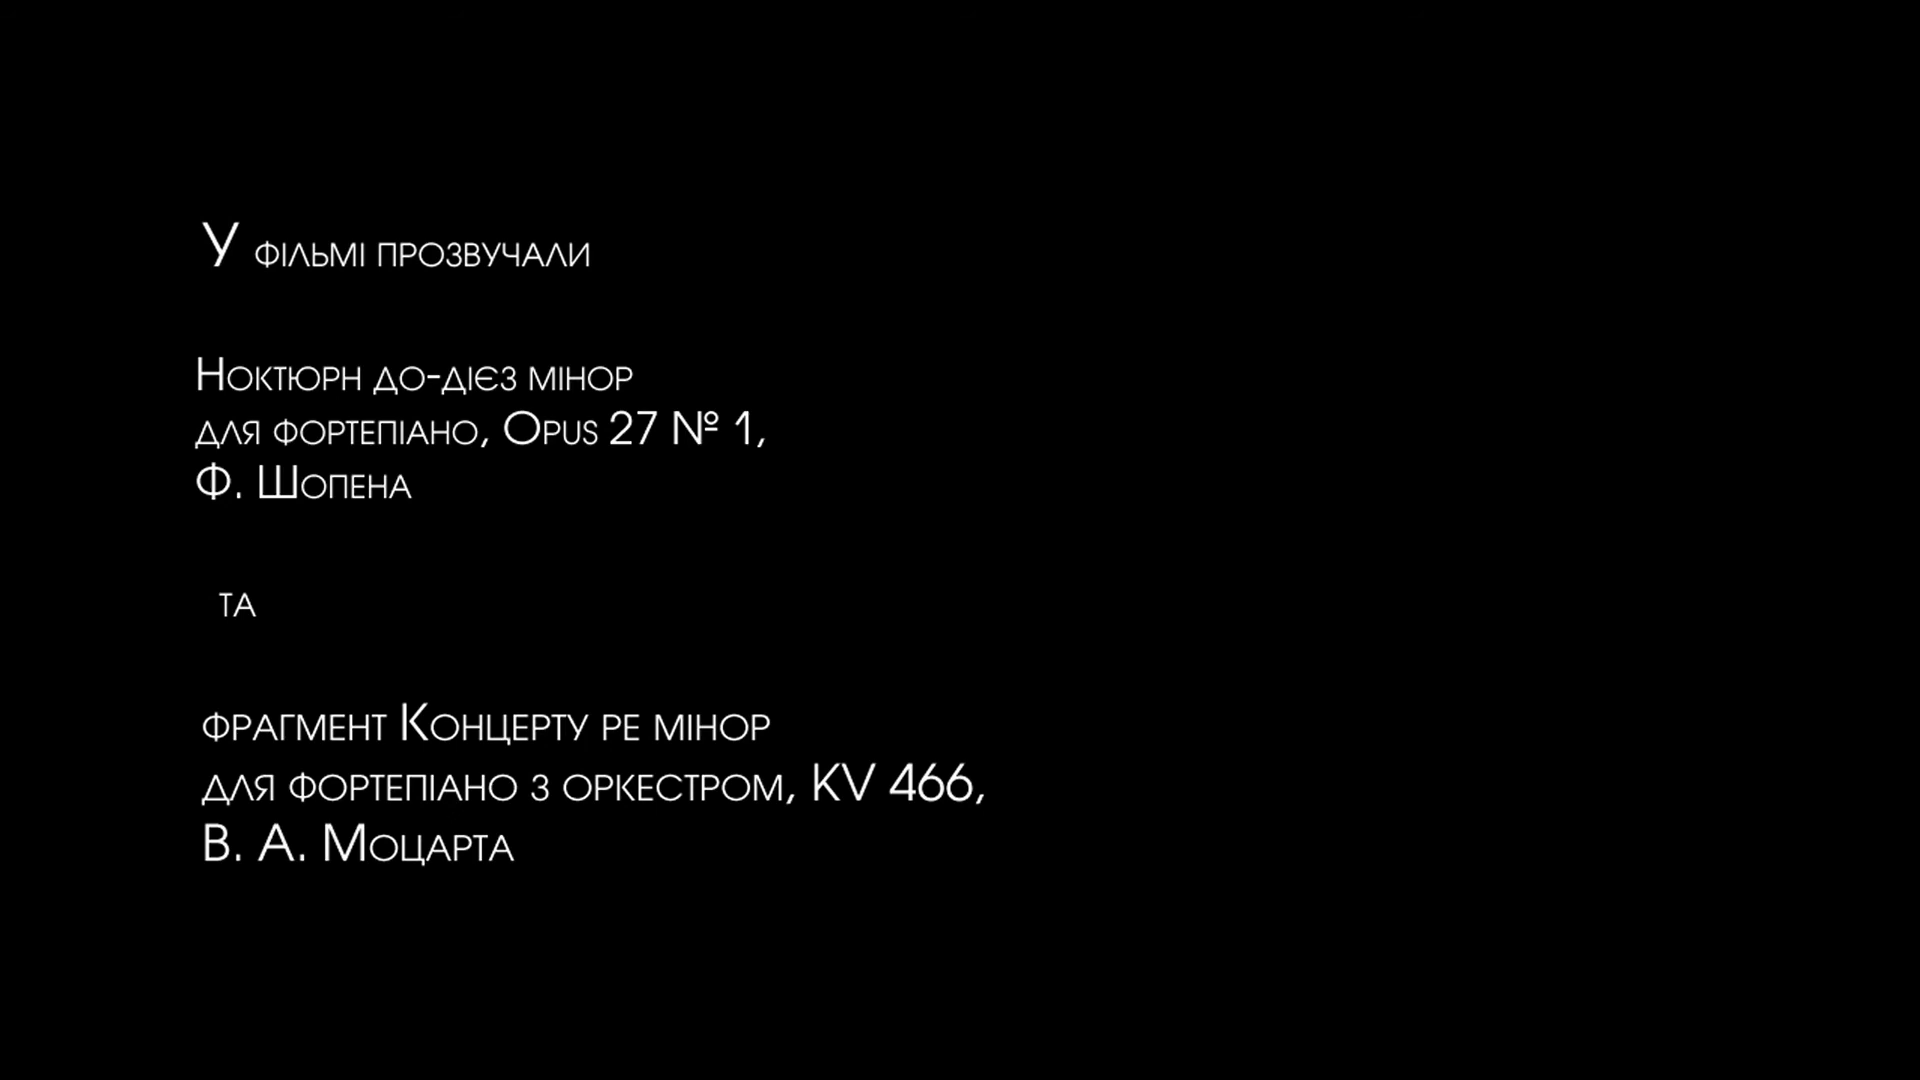 У фільмі прозвучали
Ноктюрн до-дієз мінор
для фортепіано, Opus 27 № 1,
Ф. Шопена
та
фрагмент Концерту ре мінор
для фортепіано з оркестром, KV 466,
В. А. Моцарта